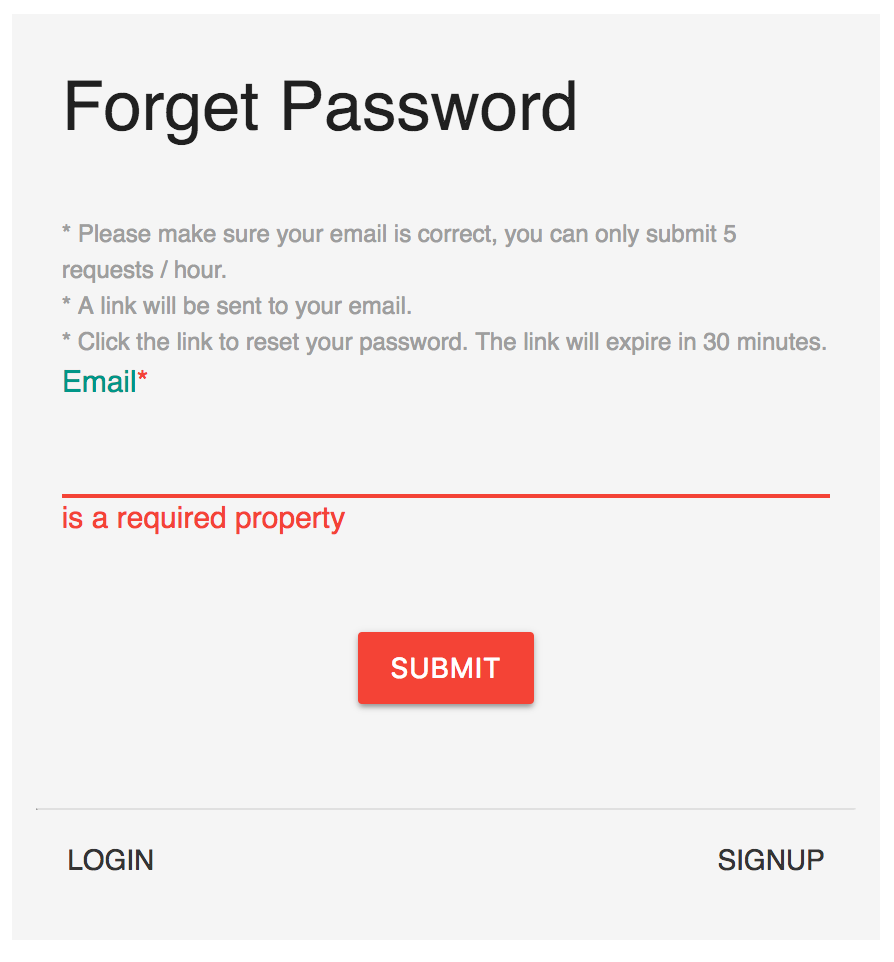 Forget Password
* Please make sure your email is correct, you can only submit 5
requests / hour.
* A link will be sent to your email.
* Click the link to reset your password. The link will expire in 30 minutes.
Email*
is a required property
SUBMIT
LOGIN
SIGNUP